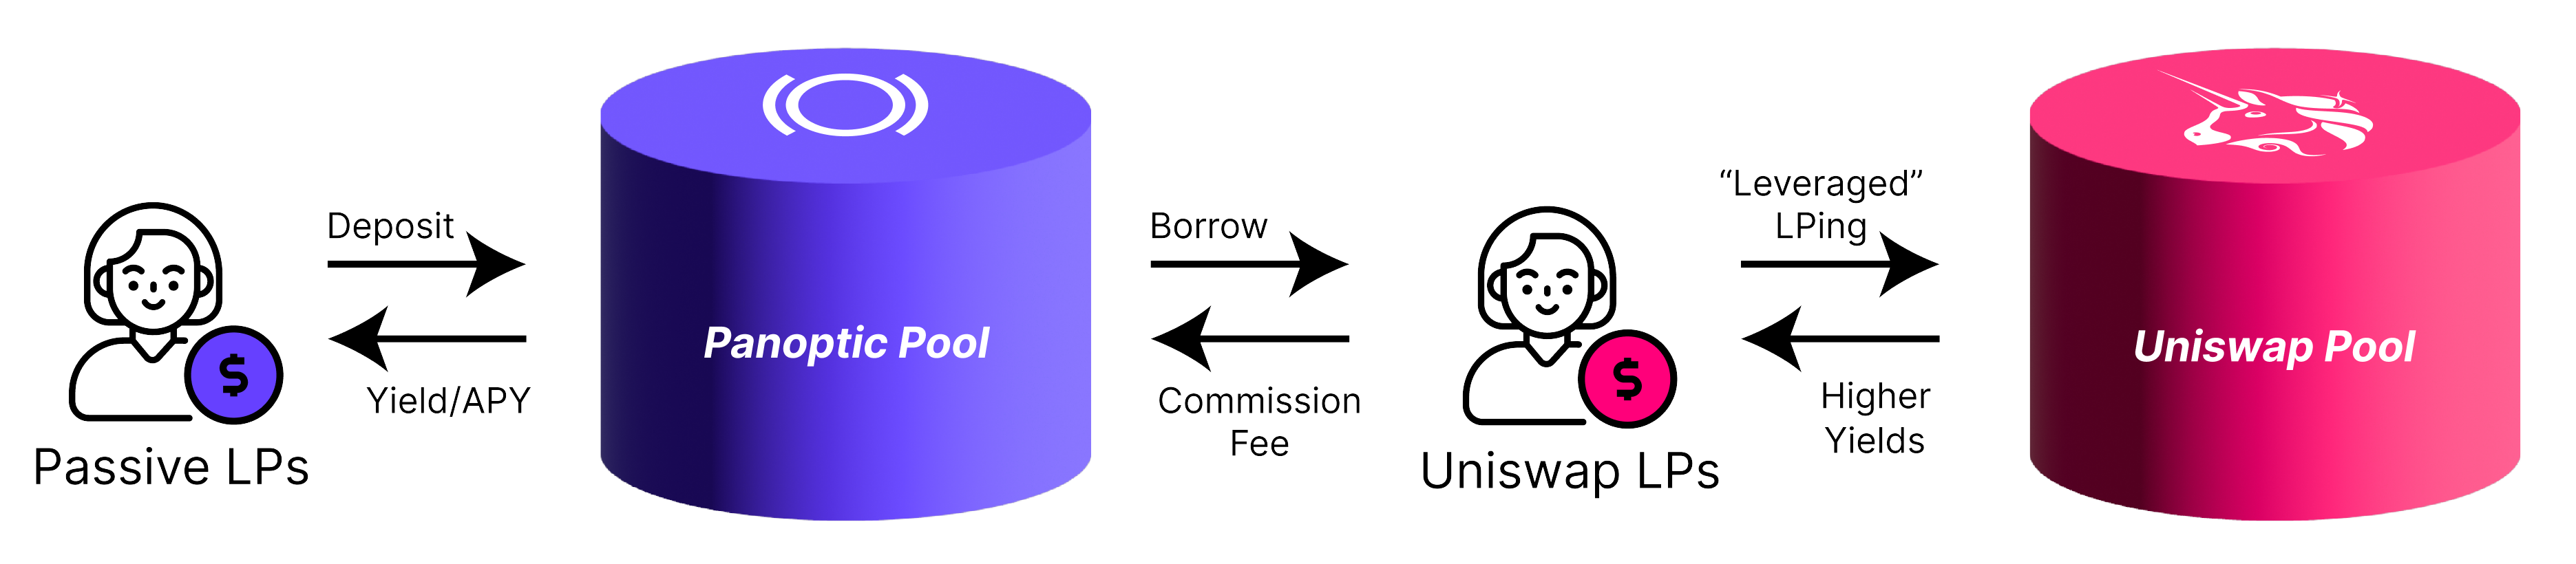 Deposit
Yield/APY
Passive LPs
$
Panoptic Pool
Borrow
Commission
Fee
$
Uniswap LPs
“Leveraged”
LPing
Higher
Yields
Uniswap Pool